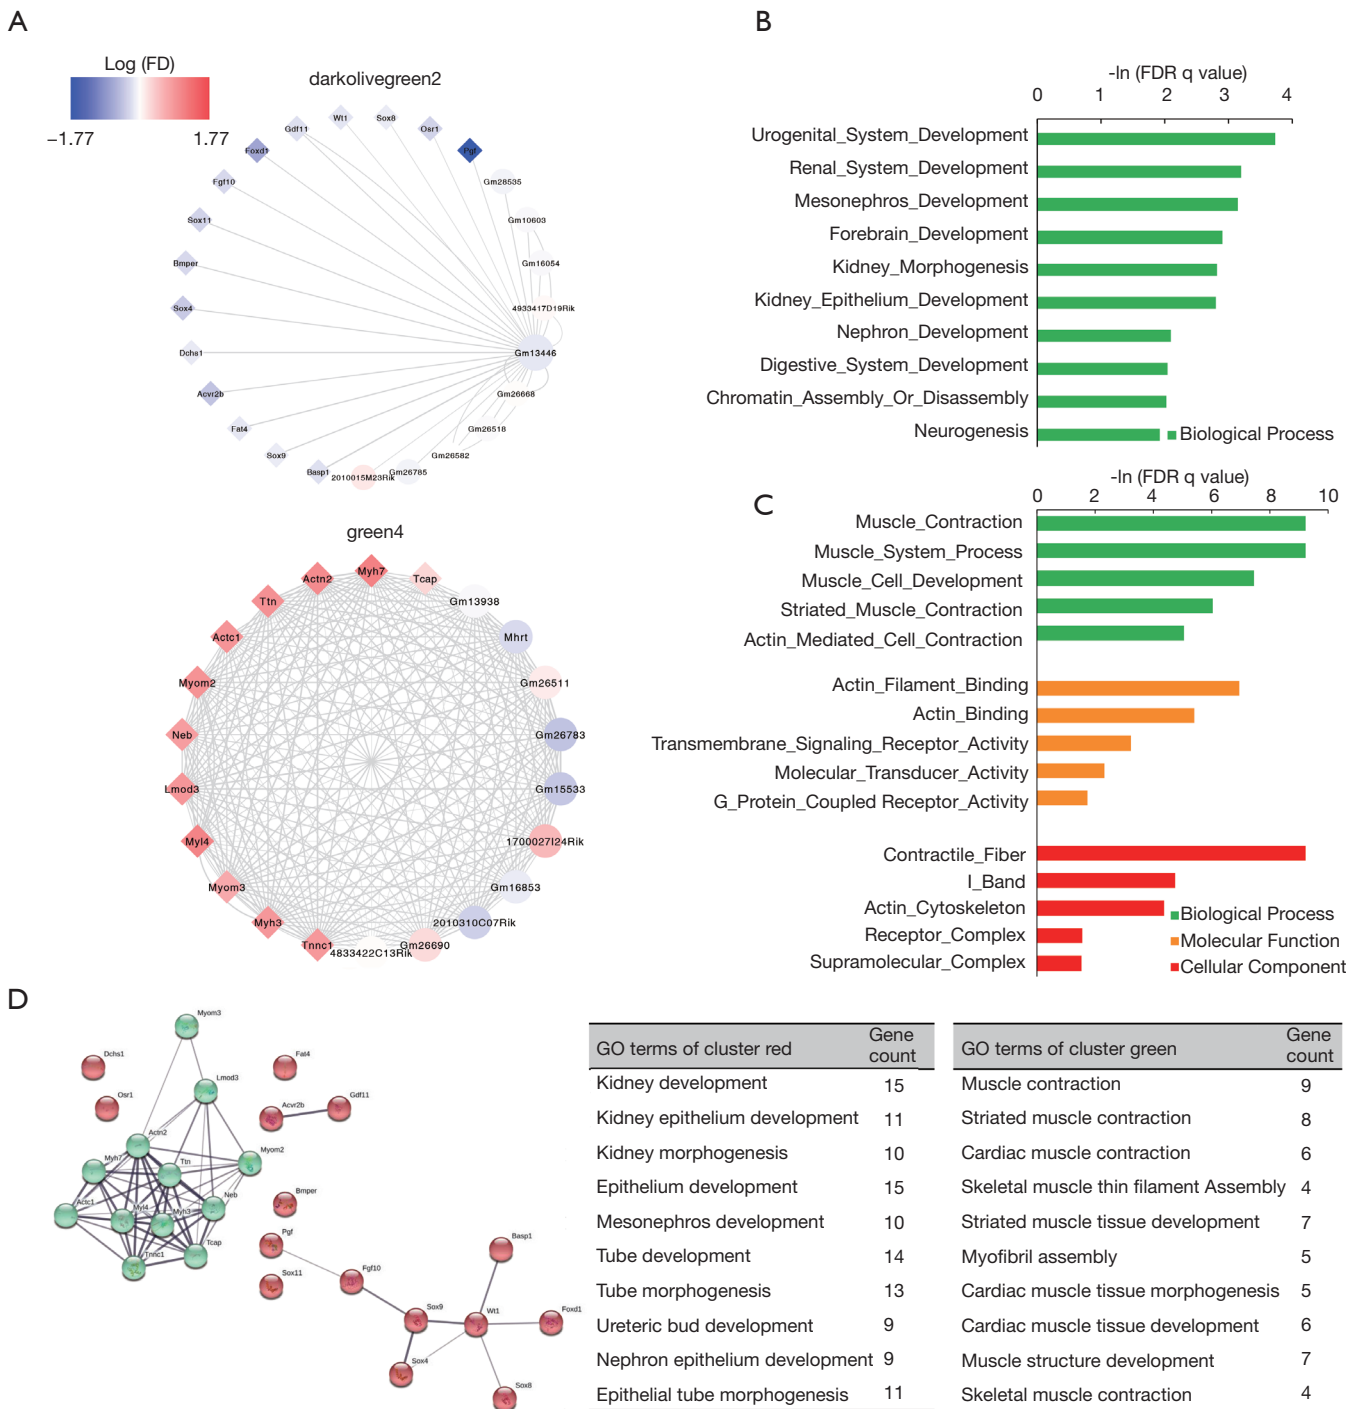 A
Log (FD)
−1.77 1.77
darkolivegreen2
Wt1
Sox8
Gdf11
Osr1
Foxd1
Pgf
Fgf10
Gm28535
Sox11
Gm10603
Bmper
Gm16054
Sox4
4933417D19Rik
Dchs1
Gm13446
Acvr2b
Gm26668
Fat4
Gm26518
Sox9
Gm26582
Basp1
2010015M23Rik
Gm26785
green4
Myh7
Actn2
Tcap
Ttn
Gm13938
Actc1
Mhrt
Myom2
Gm26511
Neb
Gm26783
Lmod3
Gm15533
Myl4
1700027I24Rik
Myom3
Gm16853
Myh3
2010310C07Rik
Tnnc1
4833422C13Rik
Gm26690
B
-ln (FDR q value)
0 1 2 3 4
Urogenital_System_Development
Renal_System_Development
Mesonephros_Development
Forebrain_Development
Kidney_Morphogenesis
Kidney_Epithelium_Development
Nephron_Development
Digestive_System_Development
Chromatin_Assembly_Or_Disassembly
Neurogenesis
Biological Process
C
-ln (FDR q value)
0 2 4 6 8 10
Muscle_Contraction
Muscle_System_Process
Muscle_Cell_Development
Striated_Muscle_Contraction
Actin_Mediated_Cell_Contraction
Actin_Filament_Binding
Actin_Binding
Transmembrane_Signaling_Receptor_Activity
Molecular_Transducer_Activity
G_Protein_Coupled Receptor_Activity
Contractile_Fiber
I_Band
Actin_Cytoskeleton
Receptor_Complex
Supramolecular_Complex
Biological Process
Molecular Function
Cellular Component
D
Myom3
Dchs1
Fat4
Lmod3
Osr1
Acvr2b
Gdf11
Actn2
Myom2
Myh7
Ttn
Actc1
Neb
Bmper
Myl4
Myh3
Pgf
Basp1
Tnnc1
Tcap
Sox11
Fgf10
Sox9
Wt1
Foxd1
Sox4
Sox8
GO terms of cluster red Gene count
Kidney development 15
Kidney epithelium development 11
Kidney morphogenesis 10
Epithelium development 15
Mesonephros development 10
Tube development 14
Tube morphogenesis 13
Ureteric bud development 9
Nephron epithelium development 9
Epithelial tube morphogenesis 11
GO terms of cluster green Gene count
Muscle contraction 9
Striated muscle contraction 8
Cardiac muscle contraction 6
Skeletal muscle thin filament Assembly 4
Striated muscle tissue development 7
Myofibril assembly 5
Cardiac muscle tissue morphogenesis 5
Cardiac muscle tissue development 6
Muscle structure development 7
Skeletal muscle contraction 4